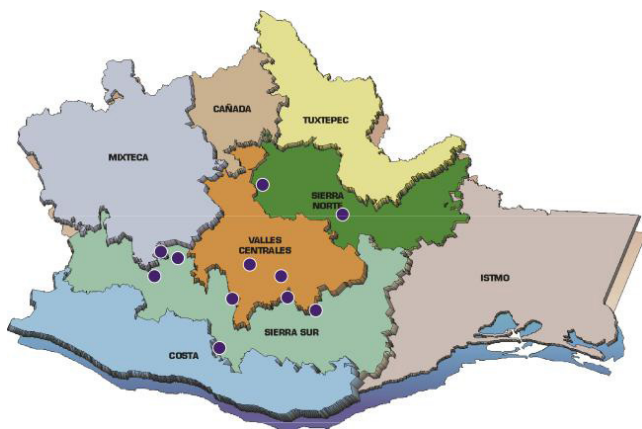 CAÑADA
TUXTEPEC
MIXTECA
SIERRA
NORTE
VALLES
CENTRALES
ISTMO
SIERRA SUR
COSTA